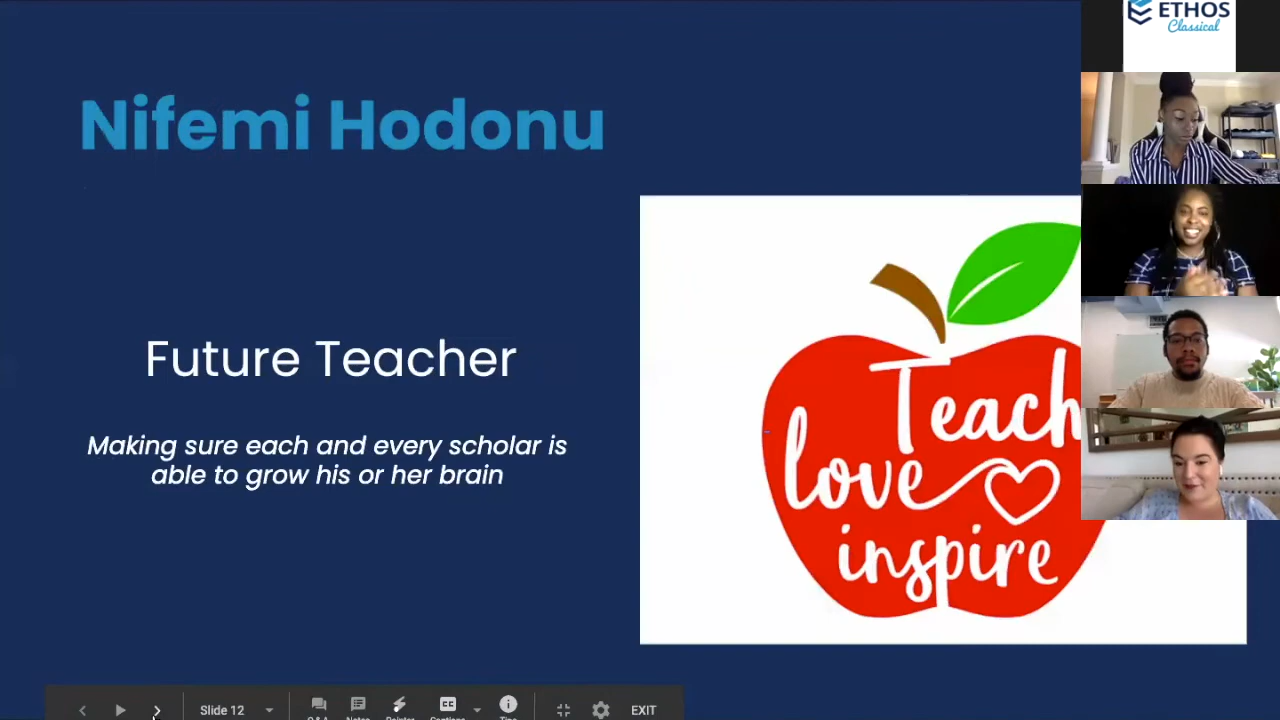 ETHOS
Classical
Nifemi Hodonu
Future Teacher
Making sure each and every scholar is
able to grow his or her brain
Teach
love
inspire
Slide 12
EXIT